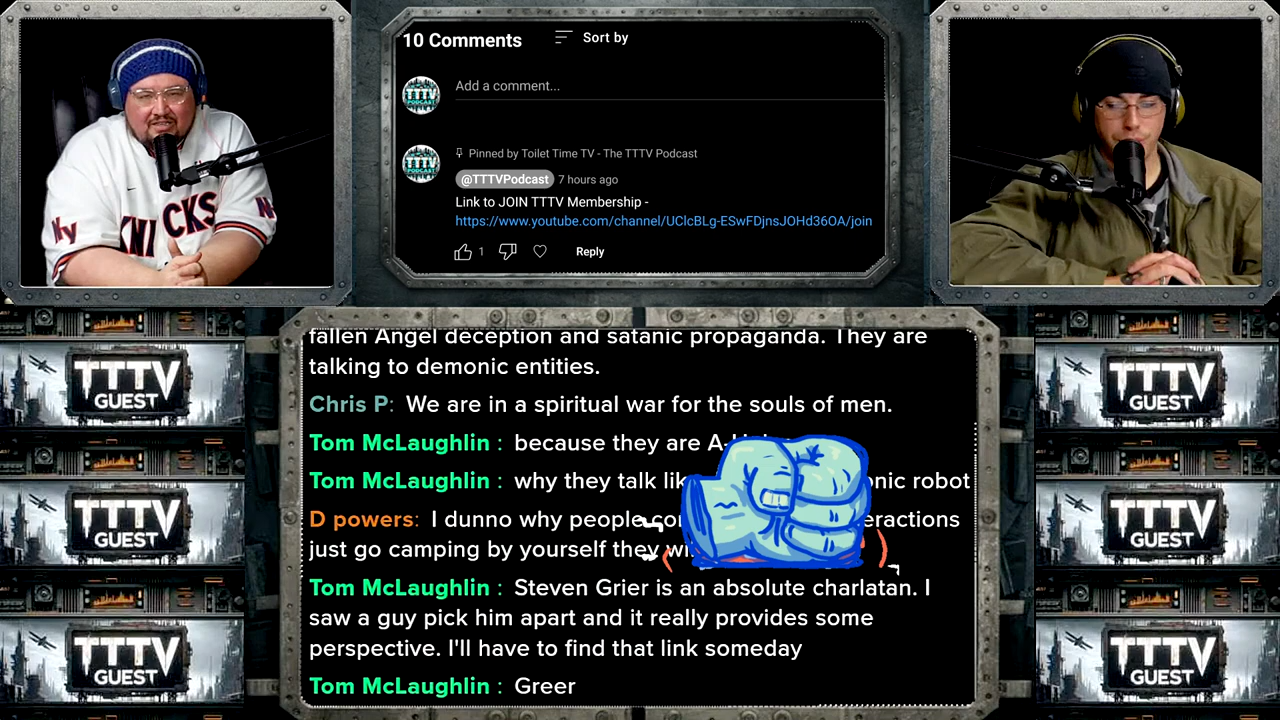 10 Comments
Sort by
Add a comment...
Pinned by Toilet Time TV - The TTTV Podcast
@TTTVPodcast 7 hours ago
Link to JOIN TTTV Membership -
https://www.youtube.com/channel/UClcBLg-ESwFDjnsJOHd36OA/join
1
Reply
TTTV
PODCAST
TTTV
PODCAST
Ny
KNICKS
N
fallen Angel deception and satanic propaganda. They are
talking to demonic entities.
Chris P: We are in a spiritual war for the souls of men.
Tom McLaughlin : because they are
Tom McLaughlin : why they talk robot
D powers: I dunno why people
just go camping by yourself they
Tom McLaughlin : Steven Grier is an absolute charlatan. I
saw a guy pick him apart and it really provides some
perspective. I'll have to find that link someday
Tom McLaughlin : Greer
TTTV
GUEST
TTTV
GUEST
TTTV
GUEST
TTTV
GUEST
TTTV
GUEST
TTTV
GUEST